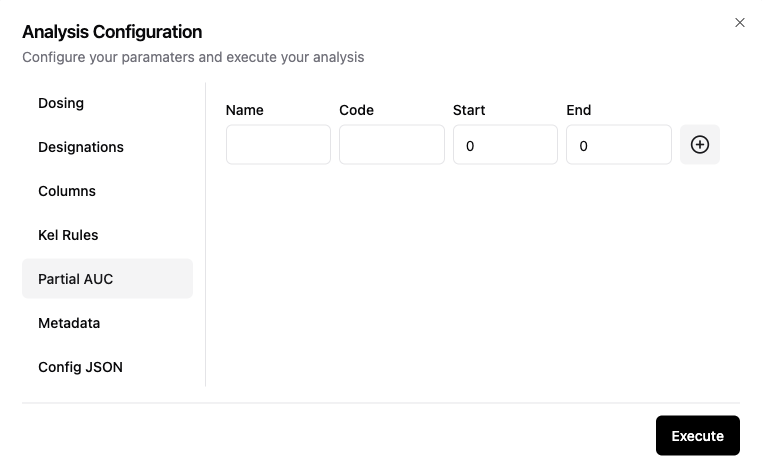 Analysis Configuration
Configure your paramaters and execute your analysis
Dosing
Designations
Columns
Kel Rules
Partial AUC
Metadata
Config JSON
Name Code Start End
0 0
Execute